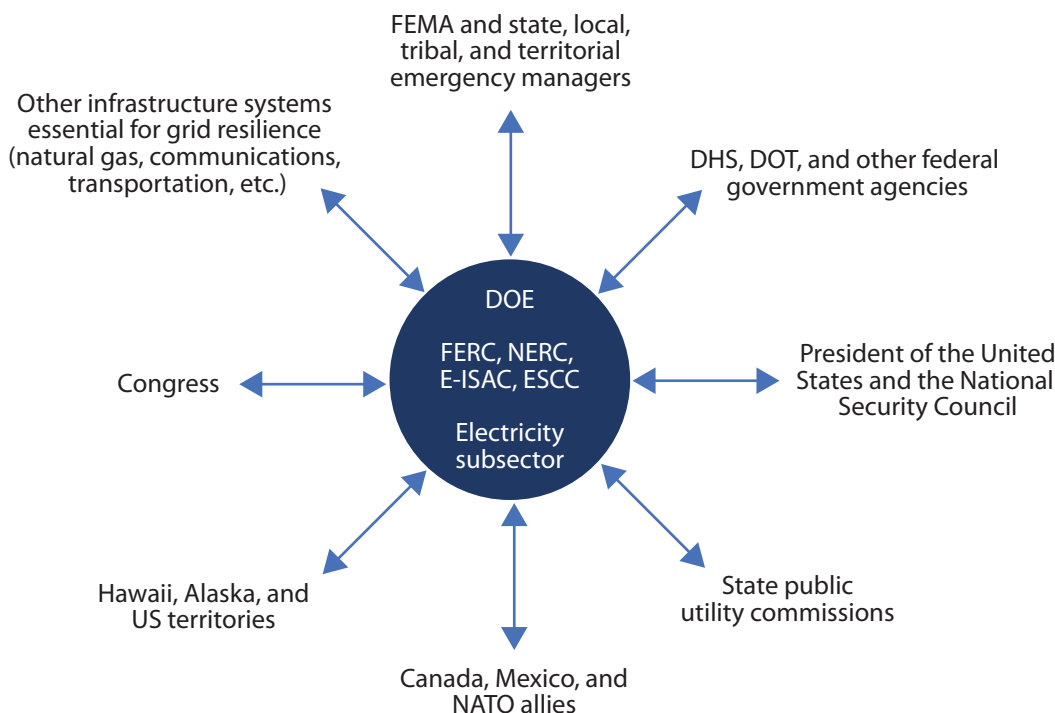 FEMA and state, local,
tribal, and territorial
emergency managers
Other infrastructure systems
essential for grid resilience
(natural gas, communications,
transportation, etc.)
DHS, DOT, and other federal
government agencies
DOE
FERC, NERC,
E-ISAC, ESCC
Electricity
subsector
Congress
President of the United
States and the National
Security Council
Hawaii, Alaska, and
US territories
State public
utility commissions
Canada, Mexico, and
NATO allies